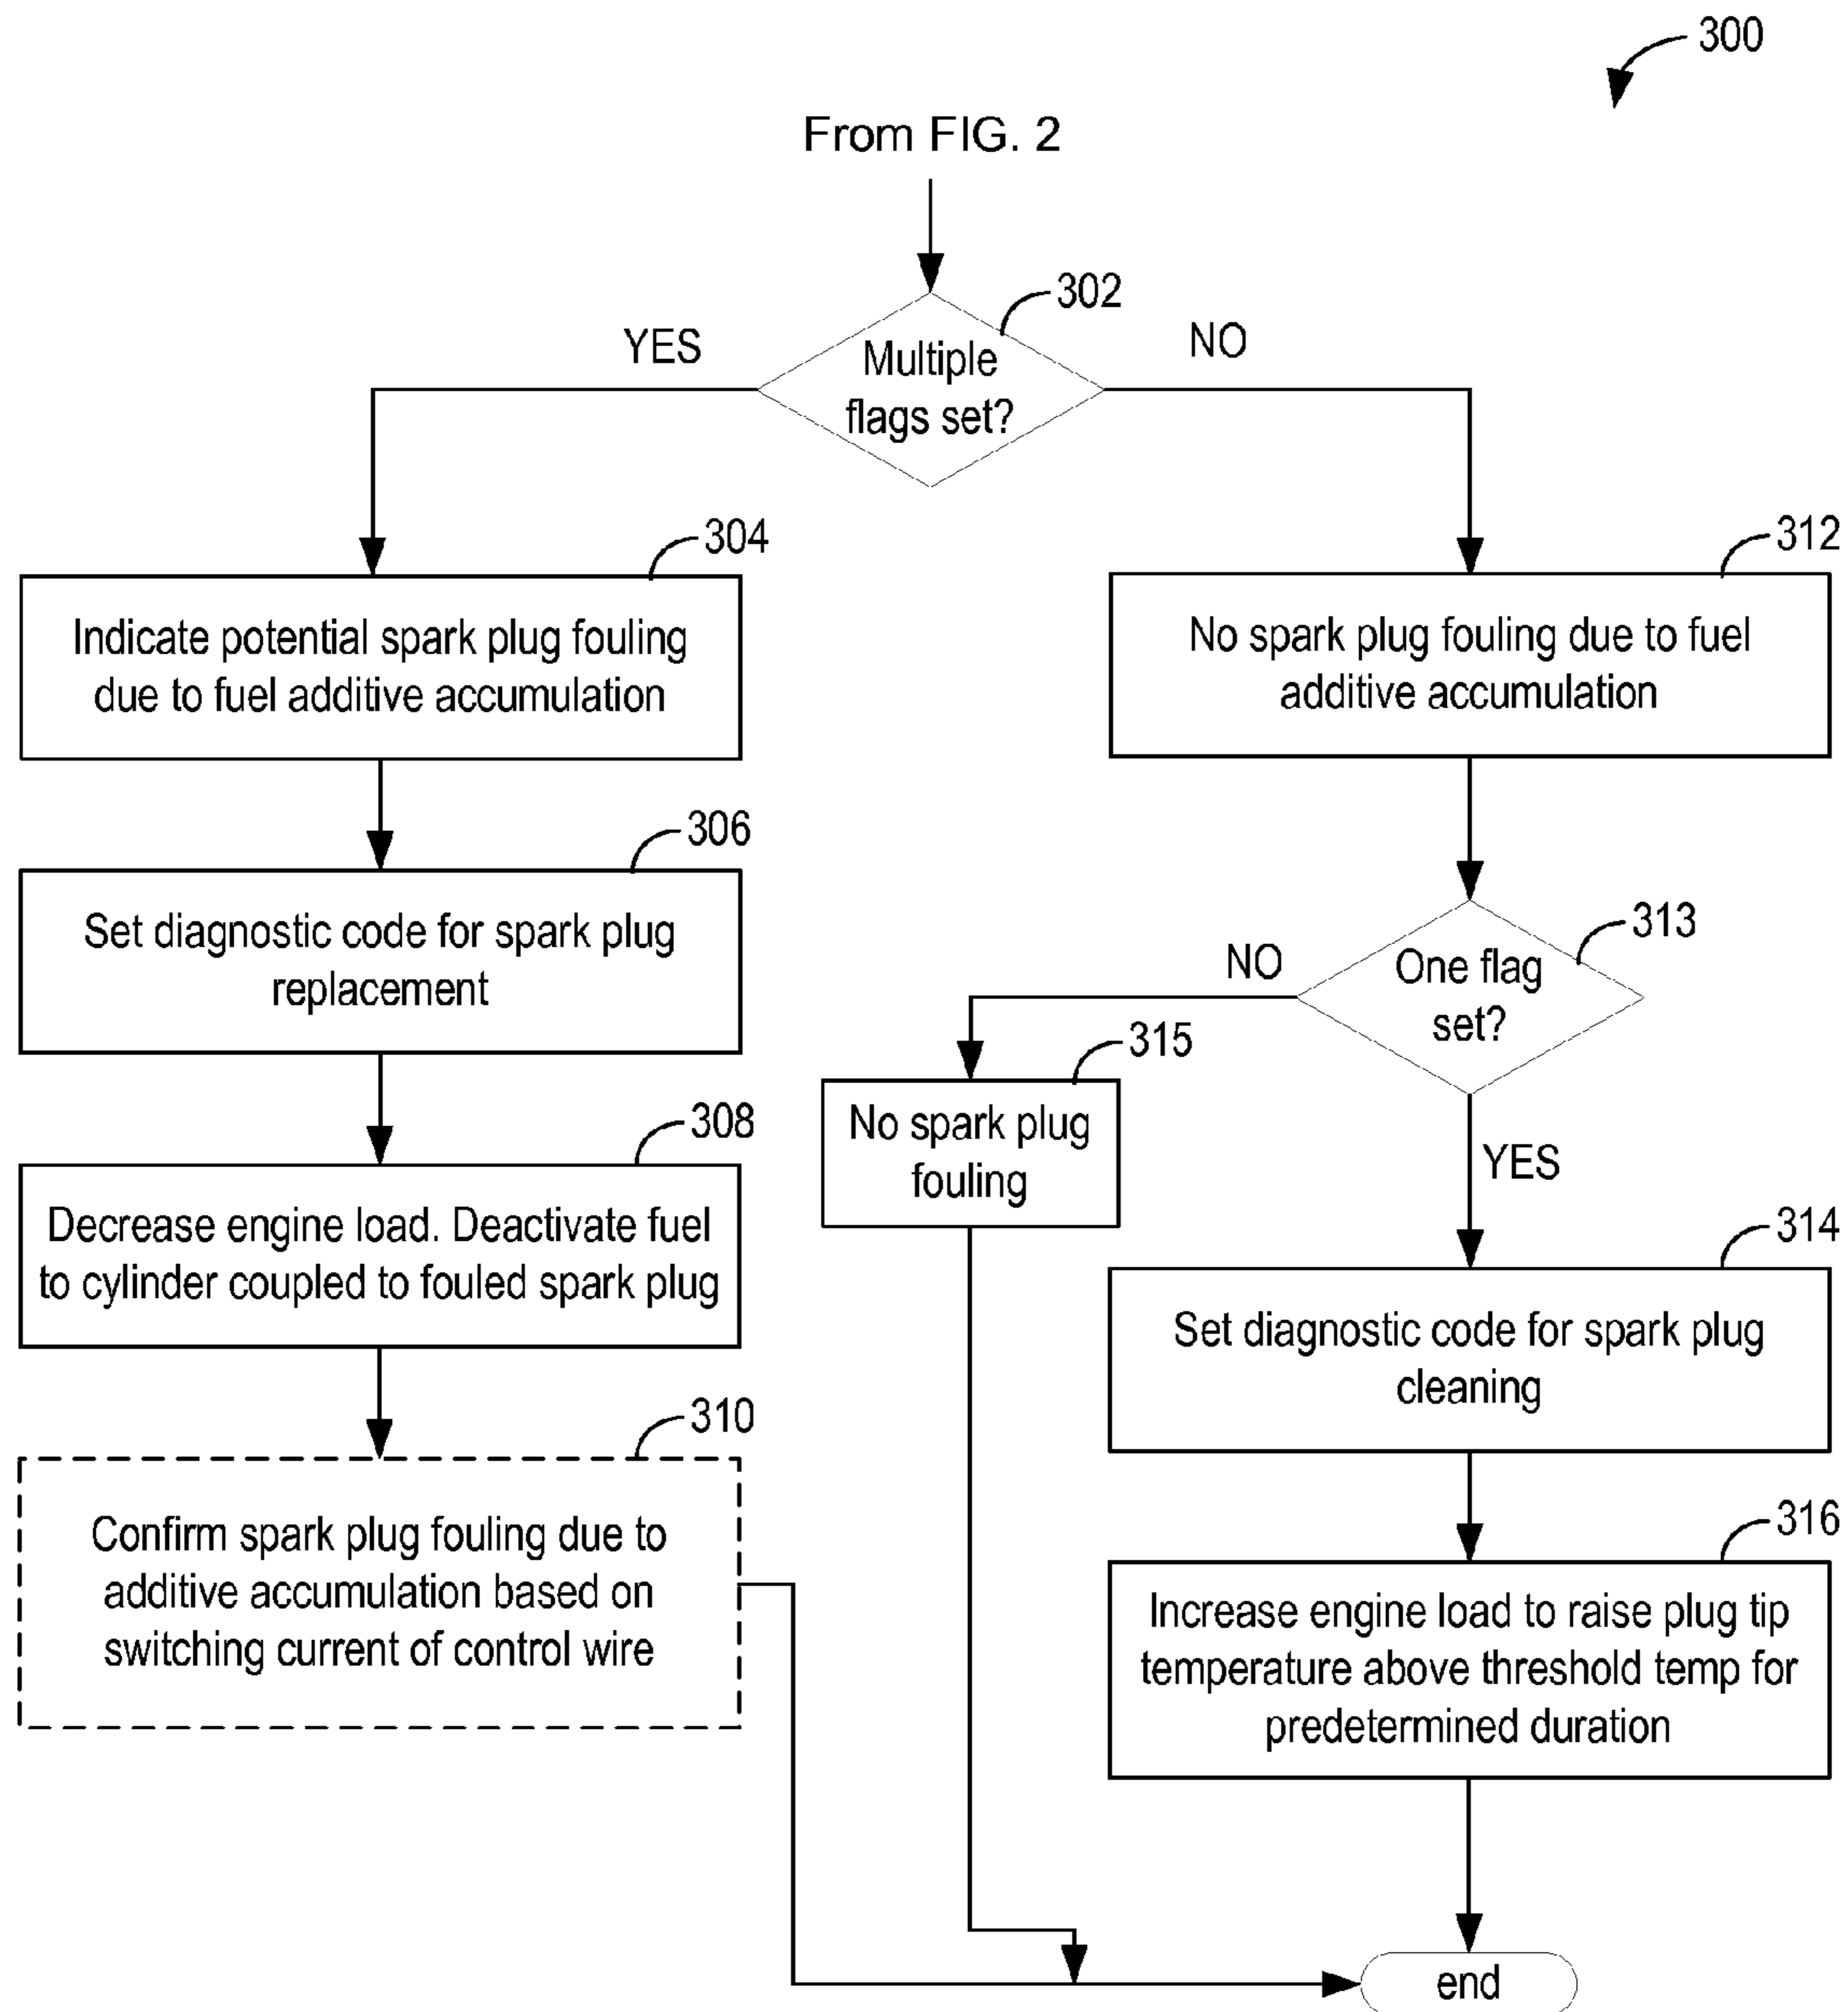 300
From FIG. 2
302
YES
NO
Multiple
flags set?
304
Indicate potential spark plug fouling
due to fuel additive accumulation
312
No spark plug fouling due to fuel
additive accumulation
306
Set diagnostic code for spark plug
replacement
313
NO
One flag
set?
315
No spark plug
fouling
YES
308
Decrease engine load. Deactivate fuel
to cylinder coupled to fouled spark plug
314
Set diagnostic code for spark plug
cleaning
310
Confirm spark plug fouling due to
additive accumulation based on
switching current of control wire
316
Increase engine load to raise plug tip
temperature above threshold temp for
predetermined duration
end